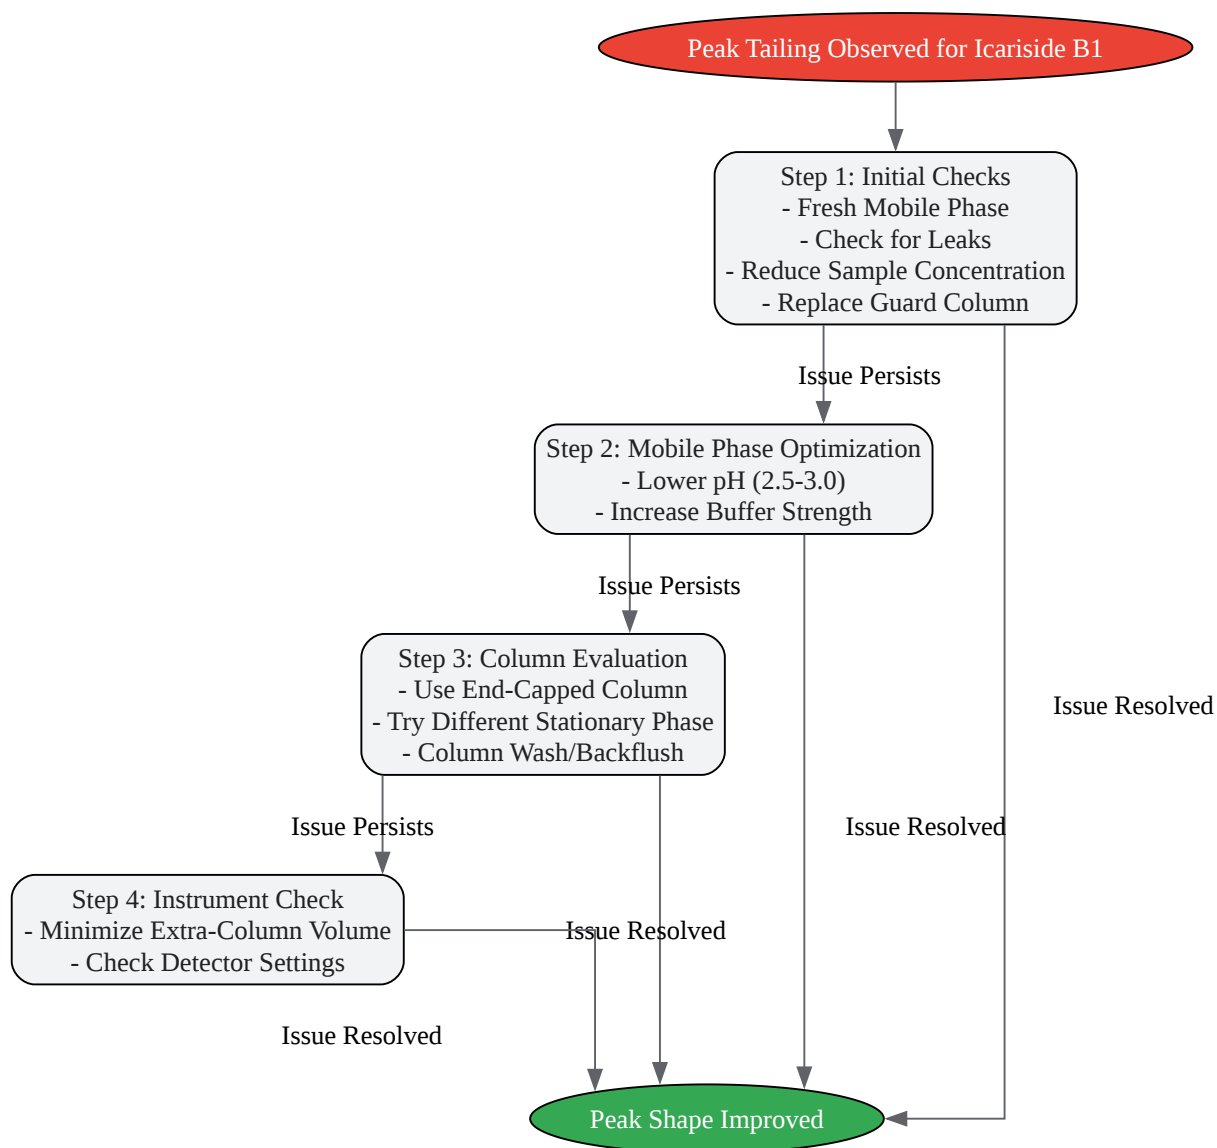 Peak Tailing Observed for Icariside B1
Step 1: Initial Checks
- Fresh Mobile Phase
- Check for Leaks
- Reduce Sample Concentration
- Replace Guard Column
Issue Persists
Step 2: Mobile Phase Optimization
- Lower pH (2.5-3.0)
- Increase Buffer Strength
Issue Persists
Step 3: Column Evaluation
- Use End-Capped Column
- Try Different Stationary Phase
- Column Wash/Backflush
Issue Resolved
Issue Persists
Issue Resolved
Step 4: Instrument Check
- Minimize Extra-Column Volume
- Check Detector Settings
Issue Resolved
Issue Resolved
Peak Shape Improved